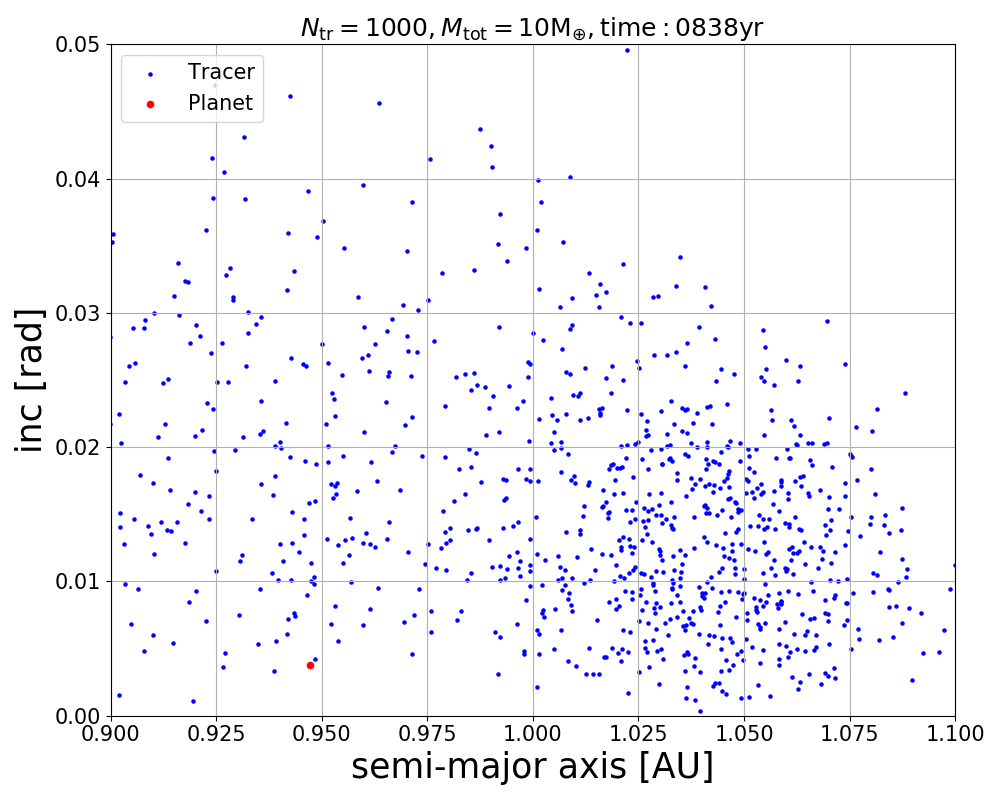 N_tr = 1000, M_tot = 10M_⊕, time : 0838yr
Tracer
Planet
inc [rad]
0.05
0.04
0.03
0.02
0.01
0.00
0.900 0.925 0.950 0.975 1.000 1.025 1.050 1.075 1.100
semi-major axis [AU]